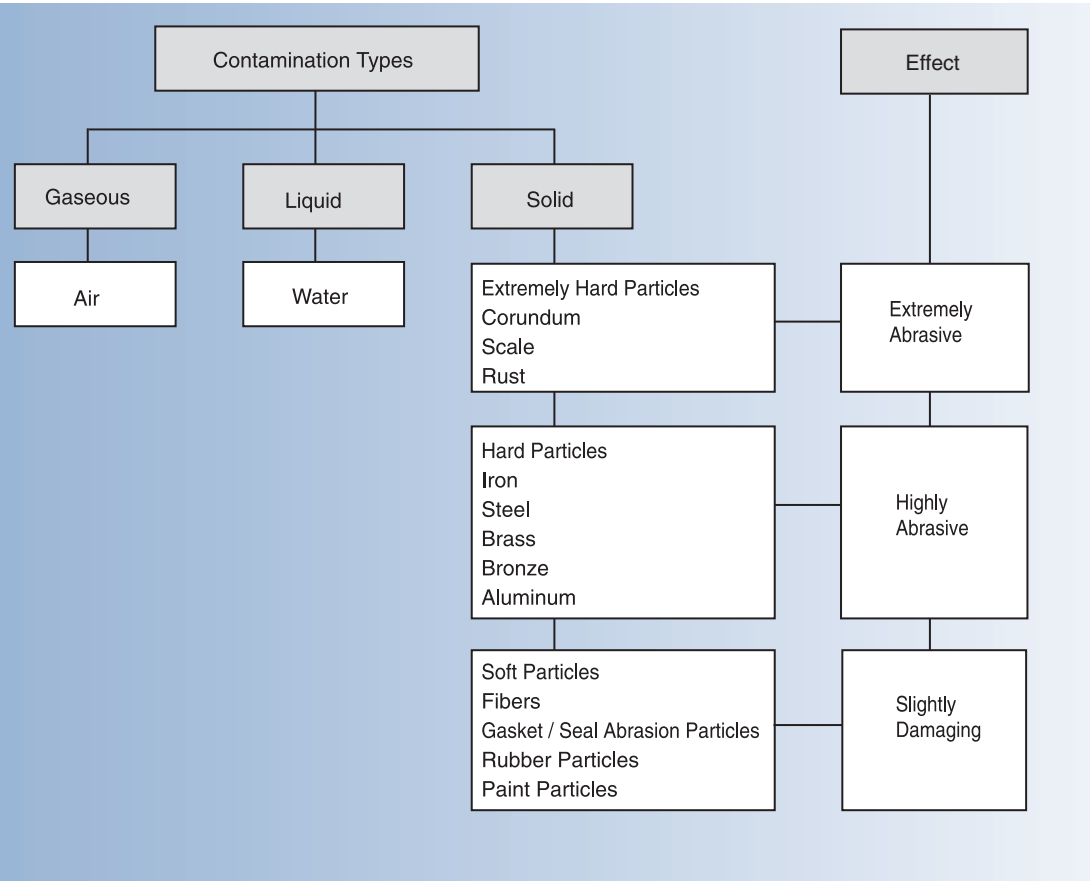 Contamination Types
Effect
Gaseous
Liquid
Solid
Air
Water
Extremely Hard Particles
Corundum
Scale
Rust
Extremely
Abrasive
Hard Particles
Iron
Steel
Brass
Bronze
Aluminum
Highly
Abrasive
Soft Particles
Fibers
Gasket / Seal Abrasion Particles
Rubber Particles
Paint Particles
Slightly
Damaging